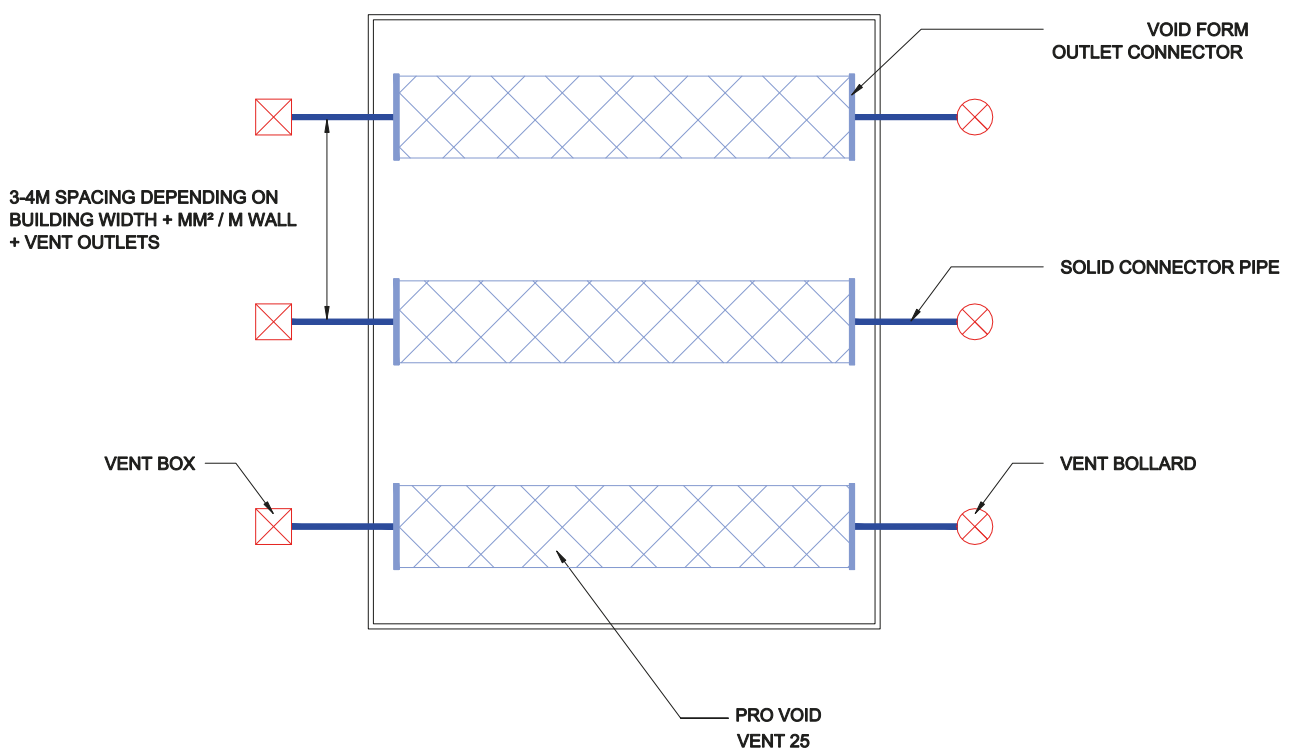 VOID FORM
OUTLET CONNECTOR
3-4M SPACING DEPENDING ON
BUILDING WIDTH + MM² / M WALL
+ VENT OUTLETS
SOLID CONNECTOR PIPE
VENT BOX
VENT BOLLARD
PRO VOID
VENT 25